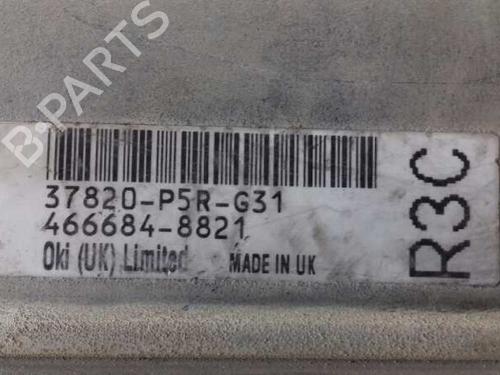 B-PARTS
37820-P5R-G31
466684-8821
Oki (UK) Limited MADE IN UK
R3C